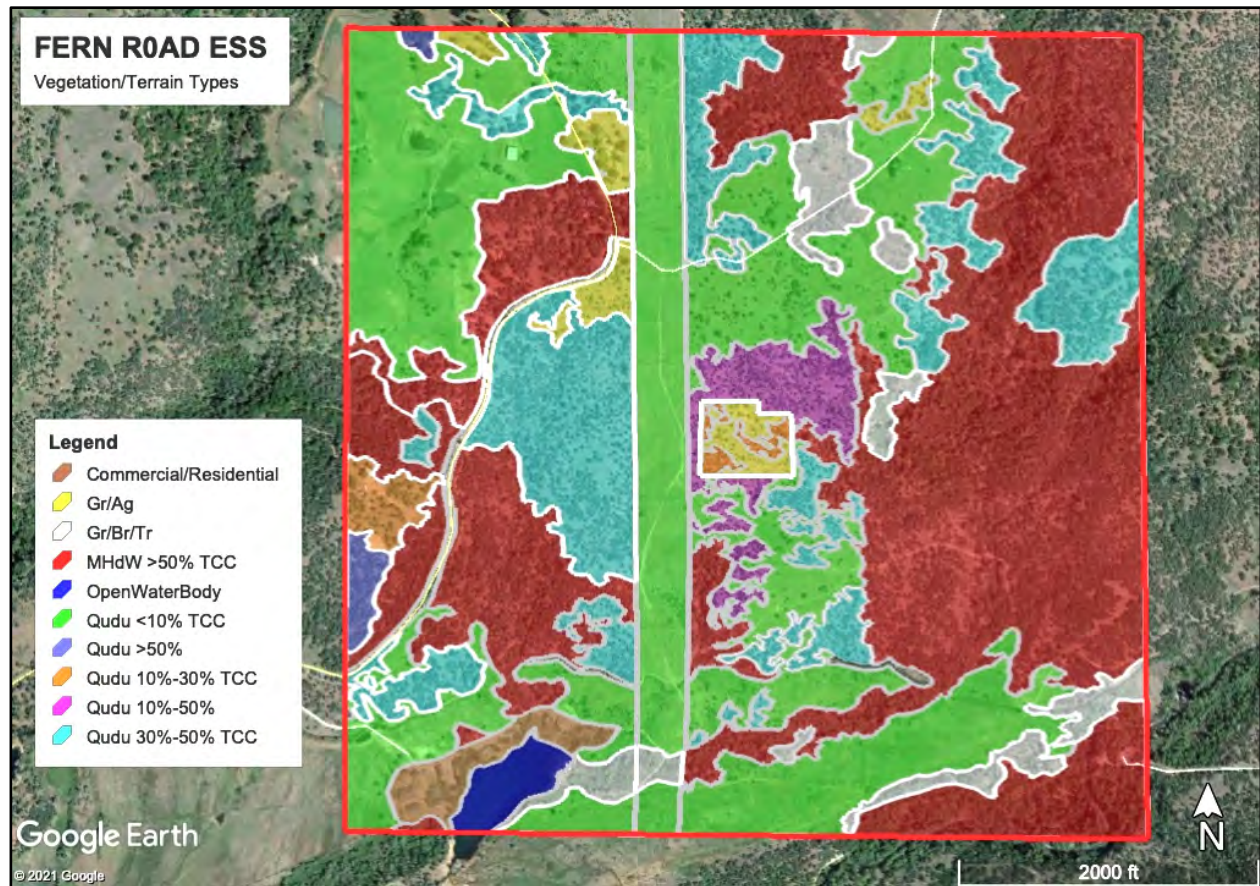 FERN R0AD ESS
Vegetation/Terrain Types
Legend
Commercial/Residential
Gr/Ag
Gr/Br/Tr
MHdW >50% TCC
OpenWaterBody
Qudu <10% TCC
Qudu >50%
Qudu 10%-30% TCC
Qudu 10%-50%
Qudu 30%-50% TCC
Google Earth
© 2021 Google
N
2000 ft